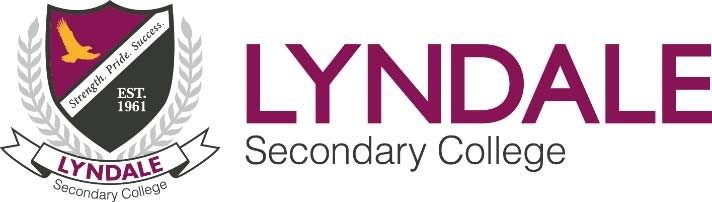 Strength. Pride. Success.
EST.
1961
LYNDALE
Secondary College
LYNDALE
Secondary College